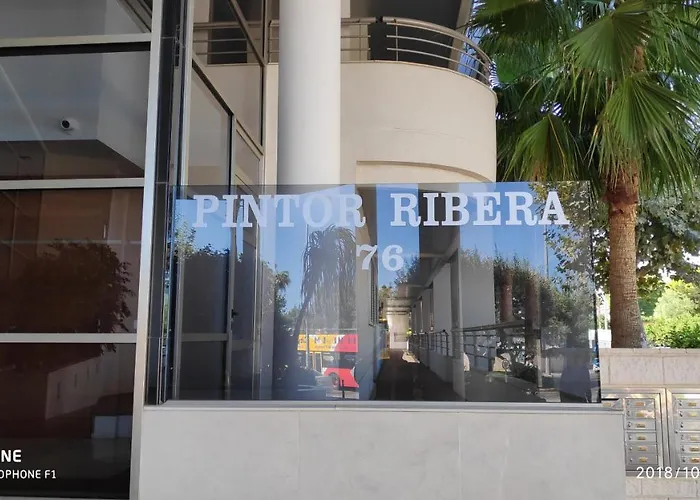 PINTOR RIBERA
76
NE
OPHONE F1
2018/10